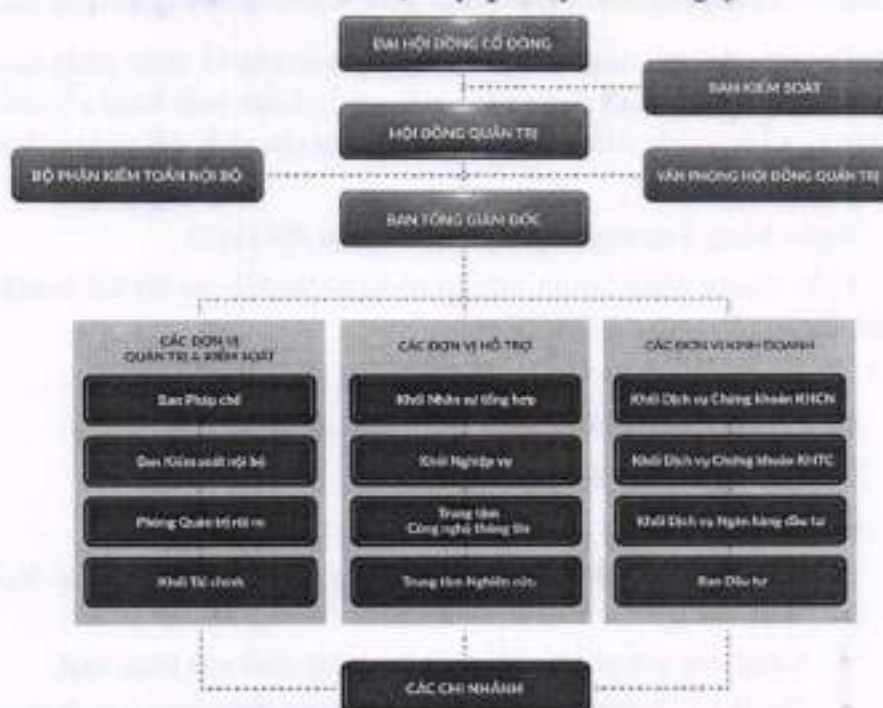 ĐẠI HỘI ĐỒNG CỔ ĐÔNG
BAN KIỂM SOÁT
HỘI ĐỒNG QUẢN TRỊ
BỘ PHẬN KIỂM TOÁN NỘI BỘ
VĂN PHÒNG HỘI ĐỒNG QUẢN TRỊ
BAN TỔNG GIÁM ĐỐC
CÁC ĐƠN VỊ
QUẢN TRỊ & KIỂM SOÁT
Ban Pháp chế
Ban Kiểm soát nội bộ
Phòng Quản trị rủi ro
Khối Tài chính
CÁC ĐƠN VỊ HỖ TRỢ
Khối Nhân sự tổng hợp
Khối Nghiệp vụ
Trung tâm
Công nghệ thông tin
Trung tâm Nghiên cứu
CÁC ĐƠN VỊ KINH DOANH
Khối Dịch vụ Chứng khoán KHCN
Khối Dịch vụ Chứng khoán KHTC
Khối Dịch vụ Ngân hàng đầu tư
Ban Đầu tư
CÁC CHI NHÁNH